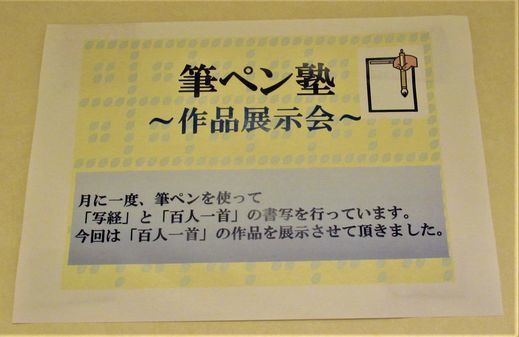 筆ペン塾
～作品展示会～
月に一度、筆ペンを使って
「写経」と「百人一首」の書写を行っています。
今回は「百人一首」の作品を展示させて頂きました。